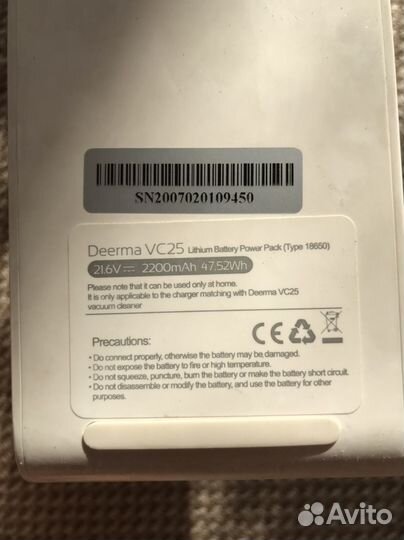 SN2007020109450
Deerma VC25 Lithium Battery Power Pack (Type 18650)
21.6V ⎓ 2200mAh 47.52Wh
Please note that it can be used only at home.
It is only applicable to the charger matching with Deerma VC25
vacuum cleaner
CE
Precautions:
• Do connect properly, otherwise the battery may be damaged.
• Do not expose the battery to fire or high temperature.
• Do not squeeze, puncture, burn the battery or make the battery short circuit.
• Do not disassemble or modify the battery, and use the battery for other
purposes.
Avito